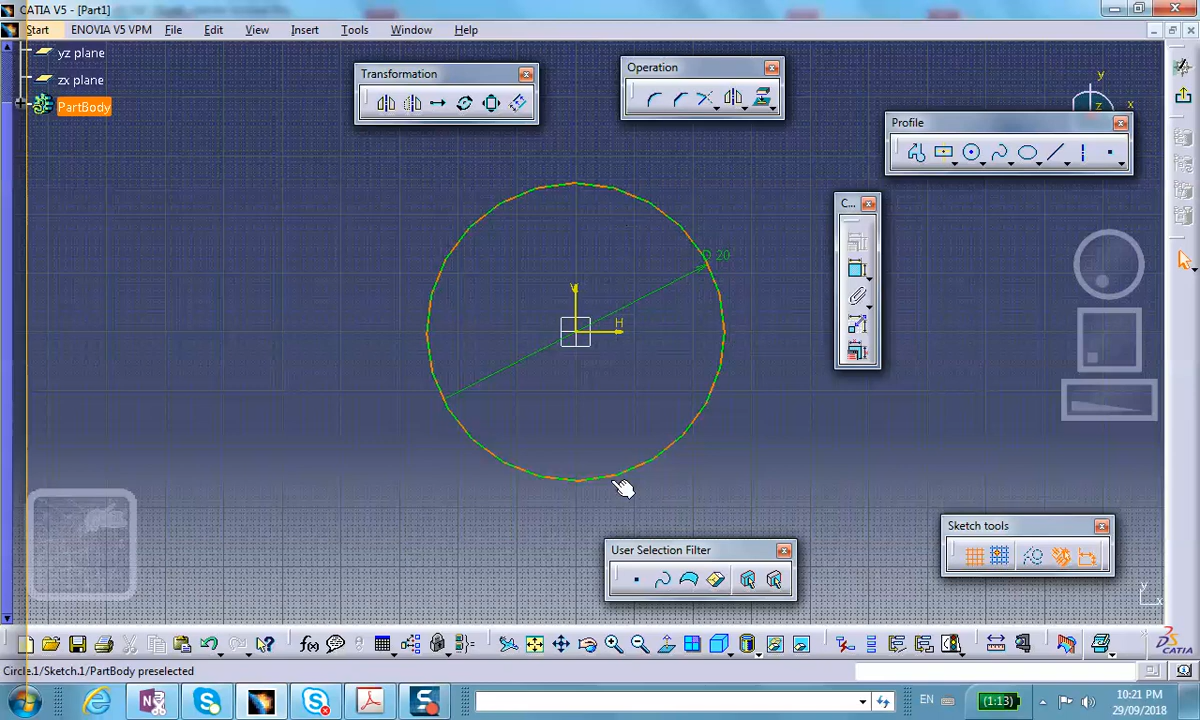 CATIA V5 - [Part1]
Start ENOVIA V5 VPM File Edit View Insert Tools Window Help
yz plane
zx plane
PartBody
Transformation
Operation
Profile
y
z
x
C...
D 20
V
H
User Selection Filter
Sketch tools
y
x
f(x)
CATIA
Circle.1/Sketch.1/PartBody preselected
EN
(1:13)
10:21 PM
29/09/2018